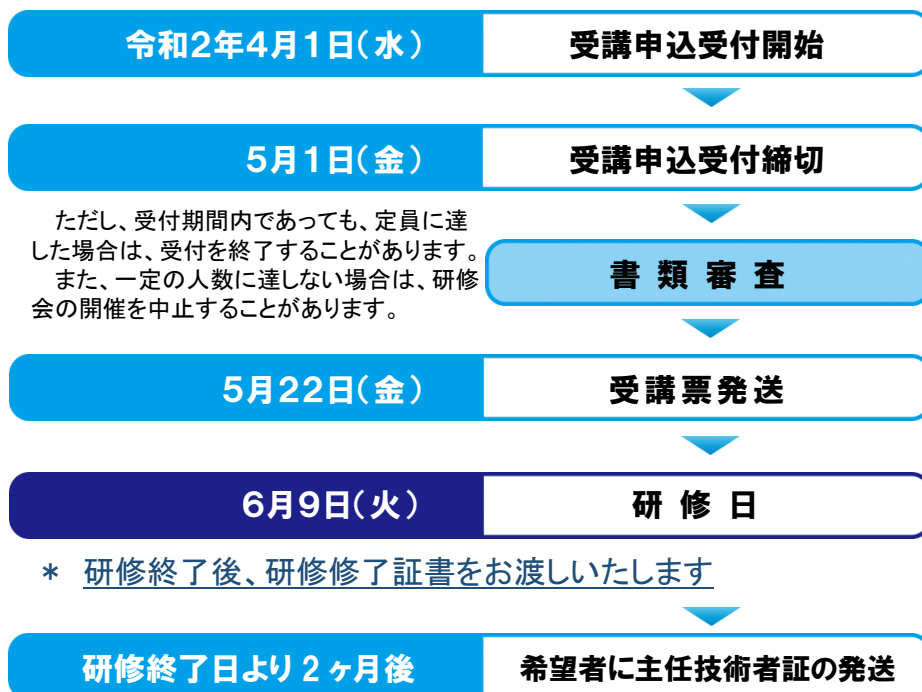 令和2年4月1日(水) 受講申込受付開始
5月1日(金) 受講申込受付締切
ただし、受付期間内であっても、定員に達
した場合は、受付を終了することがあります。
また、一定の人数に達しない場合は、研修
会の開催を中止することがあります。
書類審査
5月22日(金) 受講票発送
6月9日(火) 研修日
* 研修終了後、研修修了証書をお渡しいたします
研修終了日より2ヶ月後 希望者に主任技術者証の発送